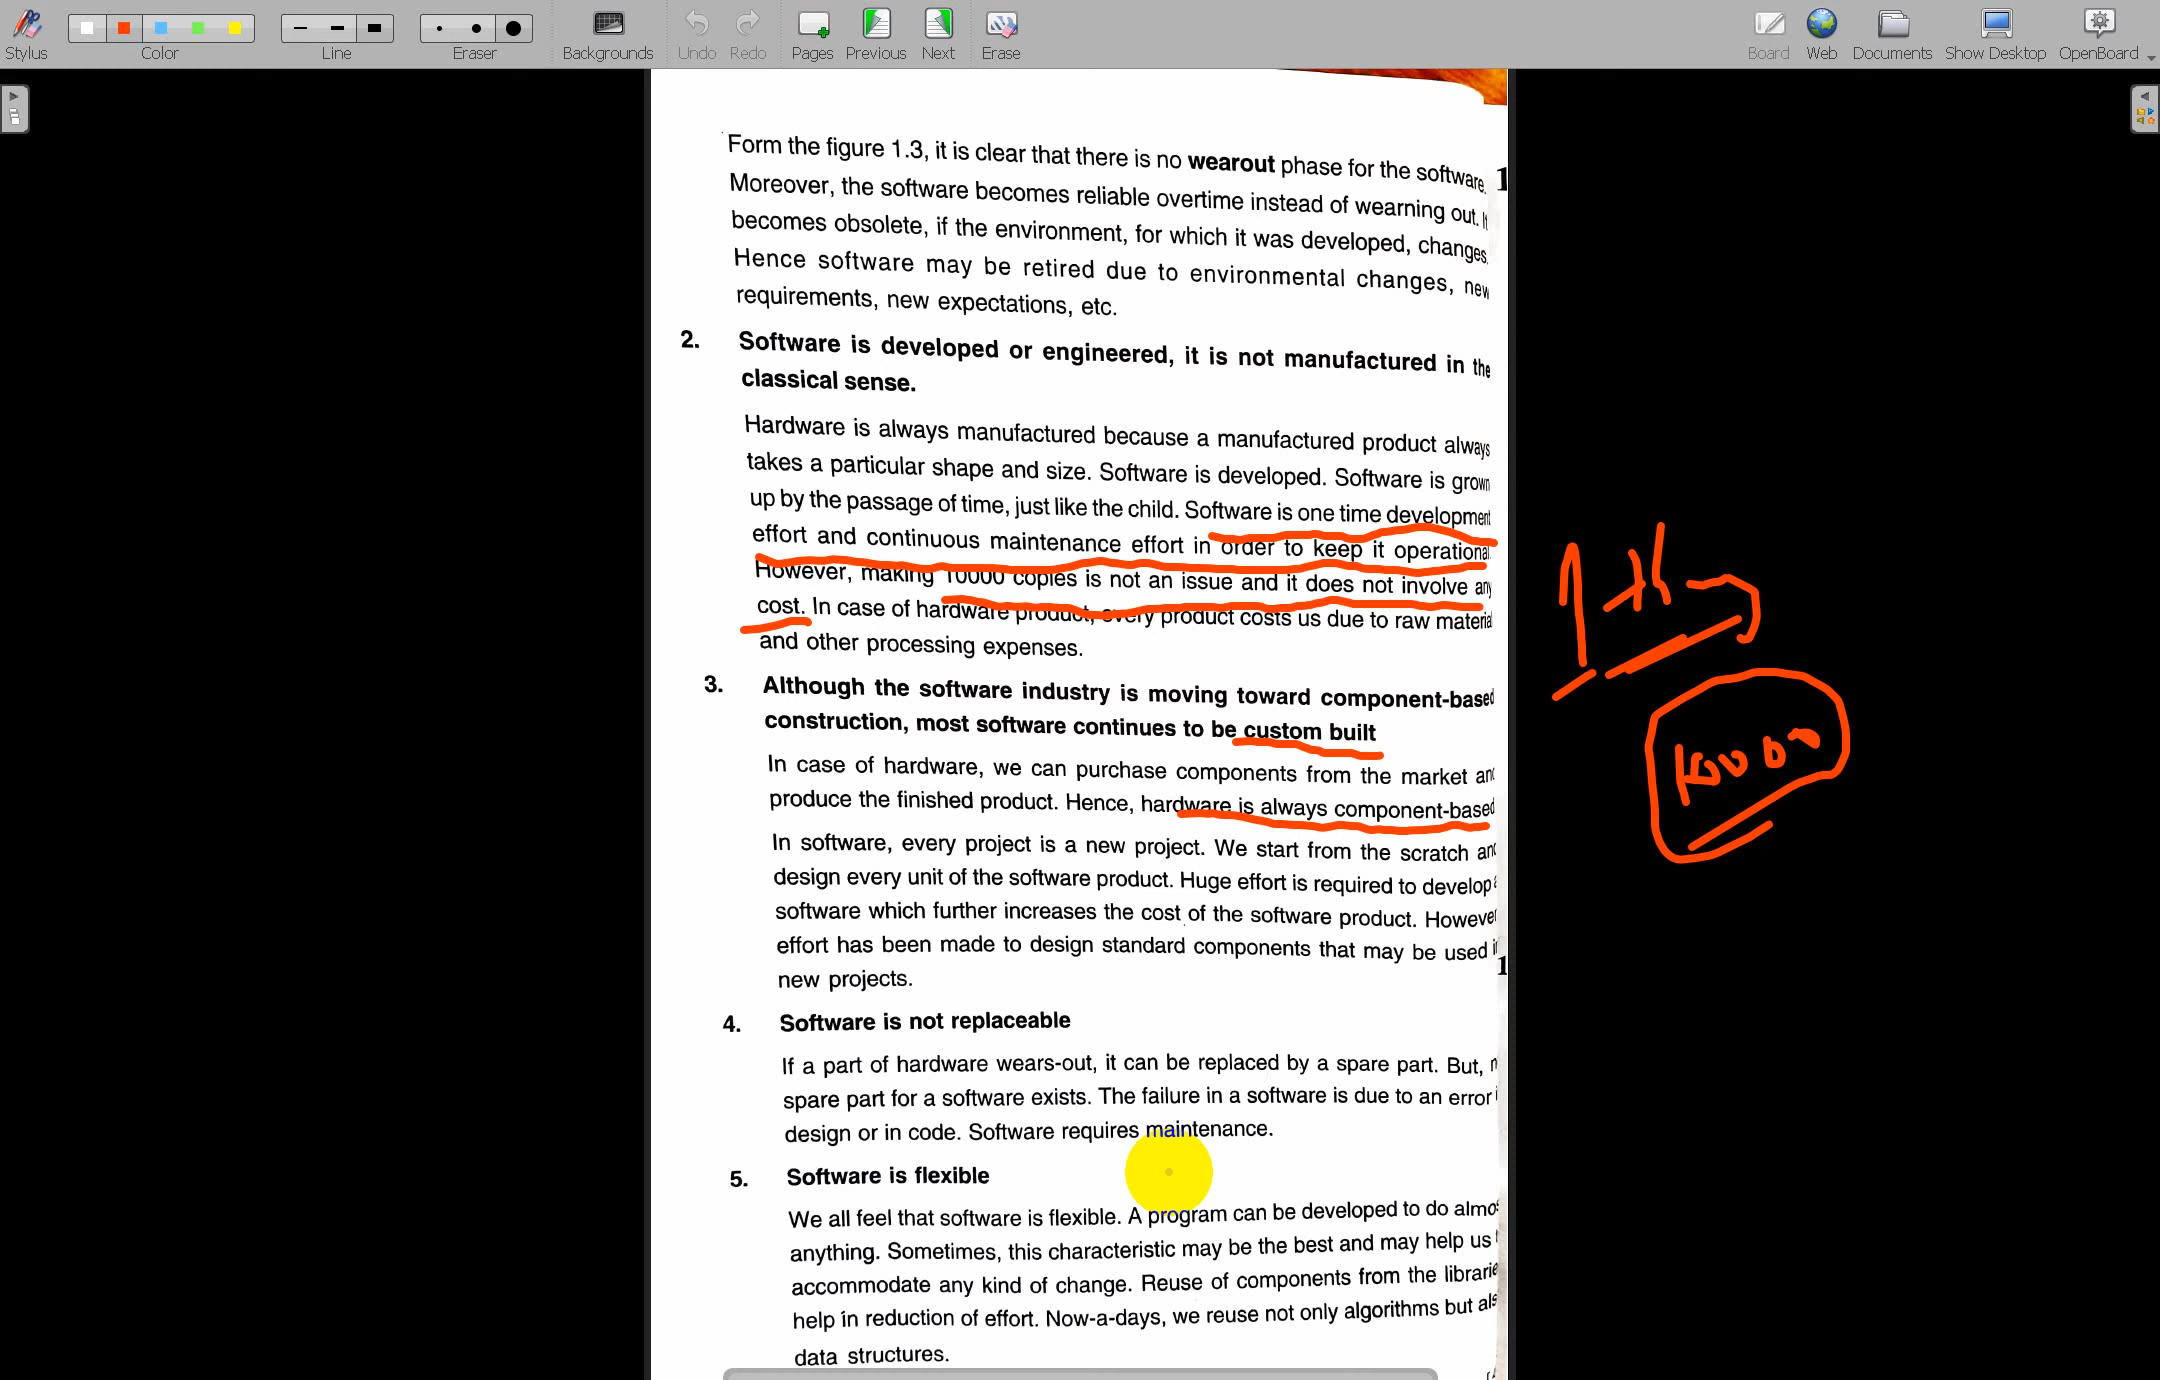 Stylus
Color
Line
Eraser
Backgrounds
Undo
Redo
Pages
Previous
Next
Erase
Board
Web
Documents
Show Desktop
OpenBoard
Form the figure 1.3, it is clear that there is no wearout phase for the software.
Moreover, the software becomes reliable overtime instead of wearning out. It
becomes obsolete, if the environment, for which it was developed, changes.
Hence software may be retired due to environmental changes, new
requirements, new expectations, etc.
2. Software is developed or engineered, it is not manufactured in the
classical sense.
Hardware is always manufactured because a manufactured product always
takes a particular shape and size. Software is developed. Software is grown
up by the passage of time, just like the child. Software is one time development
effort and continuous maintenance effort in order to keep it operational.
However, making 10000 copies is not an issue and it does not involve any
cost. In case of hardware product, every product costs us due to raw material
and other processing expenses.
3. Although the software industry is moving toward component-based
construction, most software continues to be custom built
In case of hardware, we can purchase components from the market and
produce the finished product. Hence, hardware is always component-based
In software, every project is a new project. We start from the scratch and
design every unit of the software product. Huge effort is required to develop
software which further increases the cost of the software product. However
effort has been made to design standard components that may be used
new projects.
4. Software is not replaceable
If a part of hardware wears-out, it can be replaced by a spare part. But,
spare part for a software exists. The failure in a software is due to an error
design or in code. Software requires maintenance.
5. Software is flexible
We all feel that software is flexible. A program can be developed to do
anything. Sometimes, this characteristic may be the best and may help us
accommodate any kind of change. Reuse of components from the
help in reduction of effort. Now-a-days, we reuse not only algorithms but
data structures.